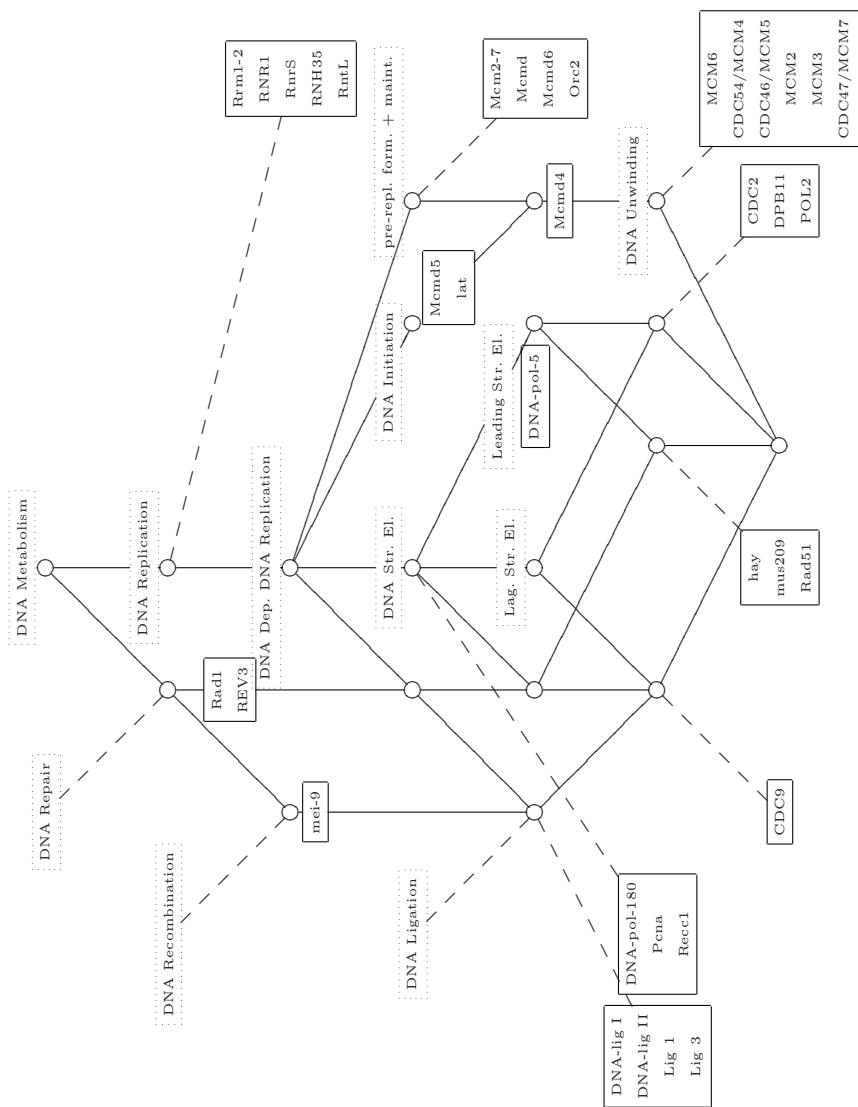 DNA Metabolism
DNA Repair
DNA Replication
Rrm1-2
RNR1
RnrS
RNH35
RntL
DNA Recombination
Rad1
REV3
DNA Dep. DNA Replication
mei-9
DNA Ligation
DNA Str. El.
DNA Initiation
pre-repl. form. + maint.
Mcmd5
lat
Mcm2-7
Mcmd
Mcmd6
Orc2
Lag. Str. El.
Leading Str. El.
DNA-pol-5
Mcmd4
DNA Unwinding
DNA-lig I
DNA-lig II
Lig 1
Lig 3
DNA-pol-180
Pcna
Recc1
CDC9
hay
mus209
Rad51
CDC2
DPB11
POL2
MCM6
CDC54/MCM4
CDC46/MCM5
MCM2
MCM3
CDC47/MCM7